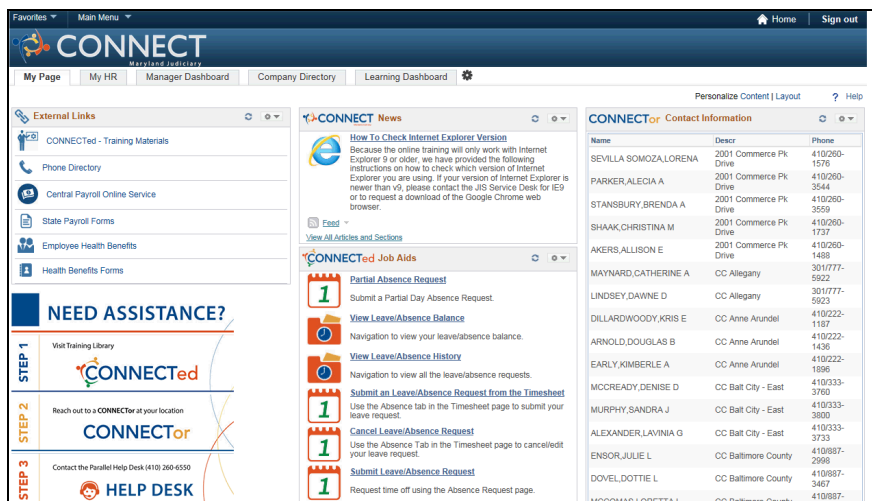 Favorites Main Menu Home Sign out
CONNECT
Maryland Judiciary
My Page My HR Manager Dashboard Company Directory Learning Dashboard
Personalize Content | Layout ? Help
External Links
CONNECTed - Training Materials
Phone Directory
Central Payroll Online Service
State Payroll Forms
Employee Health Benefits
Health Benefits Forms
NEED ASSISTANCE?
STEP 1
Visit Training Library
CONNECTed
STEP 2
Reach out to a CONNECTor at your location
CONNECTor
STEP 3
Contact the Parallel Help Desk (410) 260-6550
HELP DESK
CONNECT News
How To Check Internet Explorer Version
Because the online training will only work with Internet
Explorer 9 or older, we have provided the following
instructions on how to check which version of Internet
Explorer you are using. If your version of Internet Explorer is
newer than v9, please contact the JIS Service Desk for IE9
or to request a download of the Google Chrome web
browser.
Feed
View All Articles and Sections
CONNECTed Job Aids
1
Partial Absence Request
Submit a Partial Day Absence Request.
View Leave/Absence Balance
Navigation to view your leave/absence balance.
View Leave/Absence History
Navigation to view all the leave/absence requests.
1
Submit an Leave/Absence Request from the Timesheet
Use the Absence tab in the Timesheet page to submit your
leave request.
1
Cancel Leave/Absence Request
Use the Absence Tab in the Timesheet page to cancel/edit
your leave request.
1
Submit Leave/Absence Request
Request time off using the Absence Request page.
CONNECTor Contact Information
Name Descr Phone
SEVILLA SOMOZA,LORENA 2001 Commerce Pk Drive 410/260-1576
PARKER,ALECIA A 2001 Commerce Pk Drive 410/260-3544
STANSBURY,BRENDA A 2001 Commerce Pk Drive 410/260-3559
SHAAK,CHRISTINA M 2001 Commerce Pk Drive 410/260-1737
AKERS,ALLISON E 2001 Commerce Pk Drive 410/260-1488
MAYNARD,CATHERINE A CC Allegany 301/777-5922
LINDSEY,DAWNE D CC Allegany 301/777-5923
DILLARDWOODY,KRIS E CC Anne Arundel 410/222-1187
ARNOLD,DOUGLAS B CC Anne Arundel 410/222-1436
EARLY,KIMBERLE A CC Anne Arundel 410/222-1896
MCCREADY,DENISE D CC Balt City - East 410/333-3760
MURPHY,SANDRA J CC Balt City - East 410/333-3800
ALEXANDER,LAVINIA G CC Balt City - East 410/333-3733
ENSOR,JULIE L CC Baltimore County 410/887-2998
DOVEL,DOTTIE L CC Baltimore County 410/887-3467
CC Baltimore County 410/887-